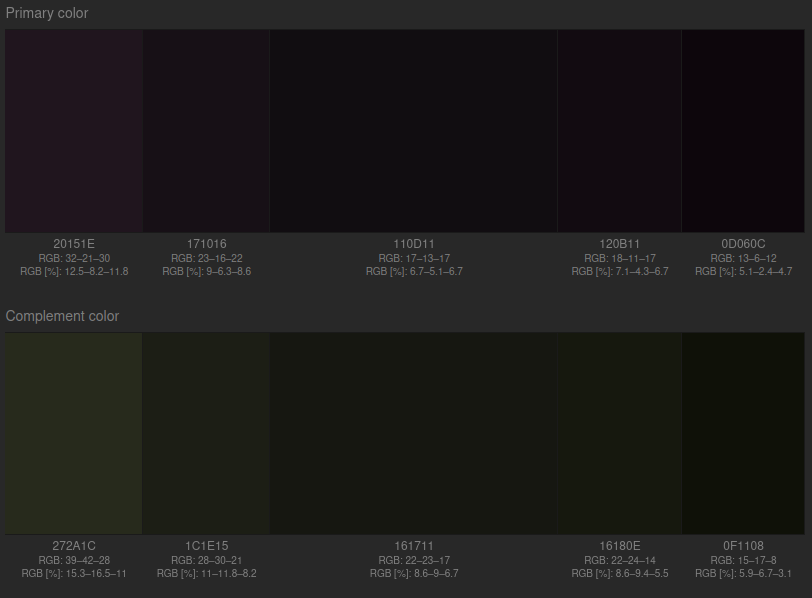 Primary color
20151E
RGB: 32–21–30
RGB [%]: 12.5–8.2–11.8
171016
RGB: 23–16–22
RGB [%]: 9–6.3–8.6
110D11
RGB: 17–13–17
RGB [%]: 6.7–5.1–6.7
120B11
RGB: 18–11–17
RGB [%]: 7.1–4.3–6.7
0D060C
RGB: 13–6–12
RGB [%]: 5.1–2.4–4.7
Complement color
272A1C
RGB: 39–42–28
RGB [%]: 15.3–16.5–11
1C1E15
RGB: 28–30–21
RGB [%]: 11–11.8–8.2
161711
RGB: 22–23–17
RGB [%]: 8.6–9–6.7
16180E
RGB: 22–24–14
RGB [%]: 8.6–9.4–5.5
0F1108
RGB: 15–17–8
RGB [%]: 5.9–6.7–3.1